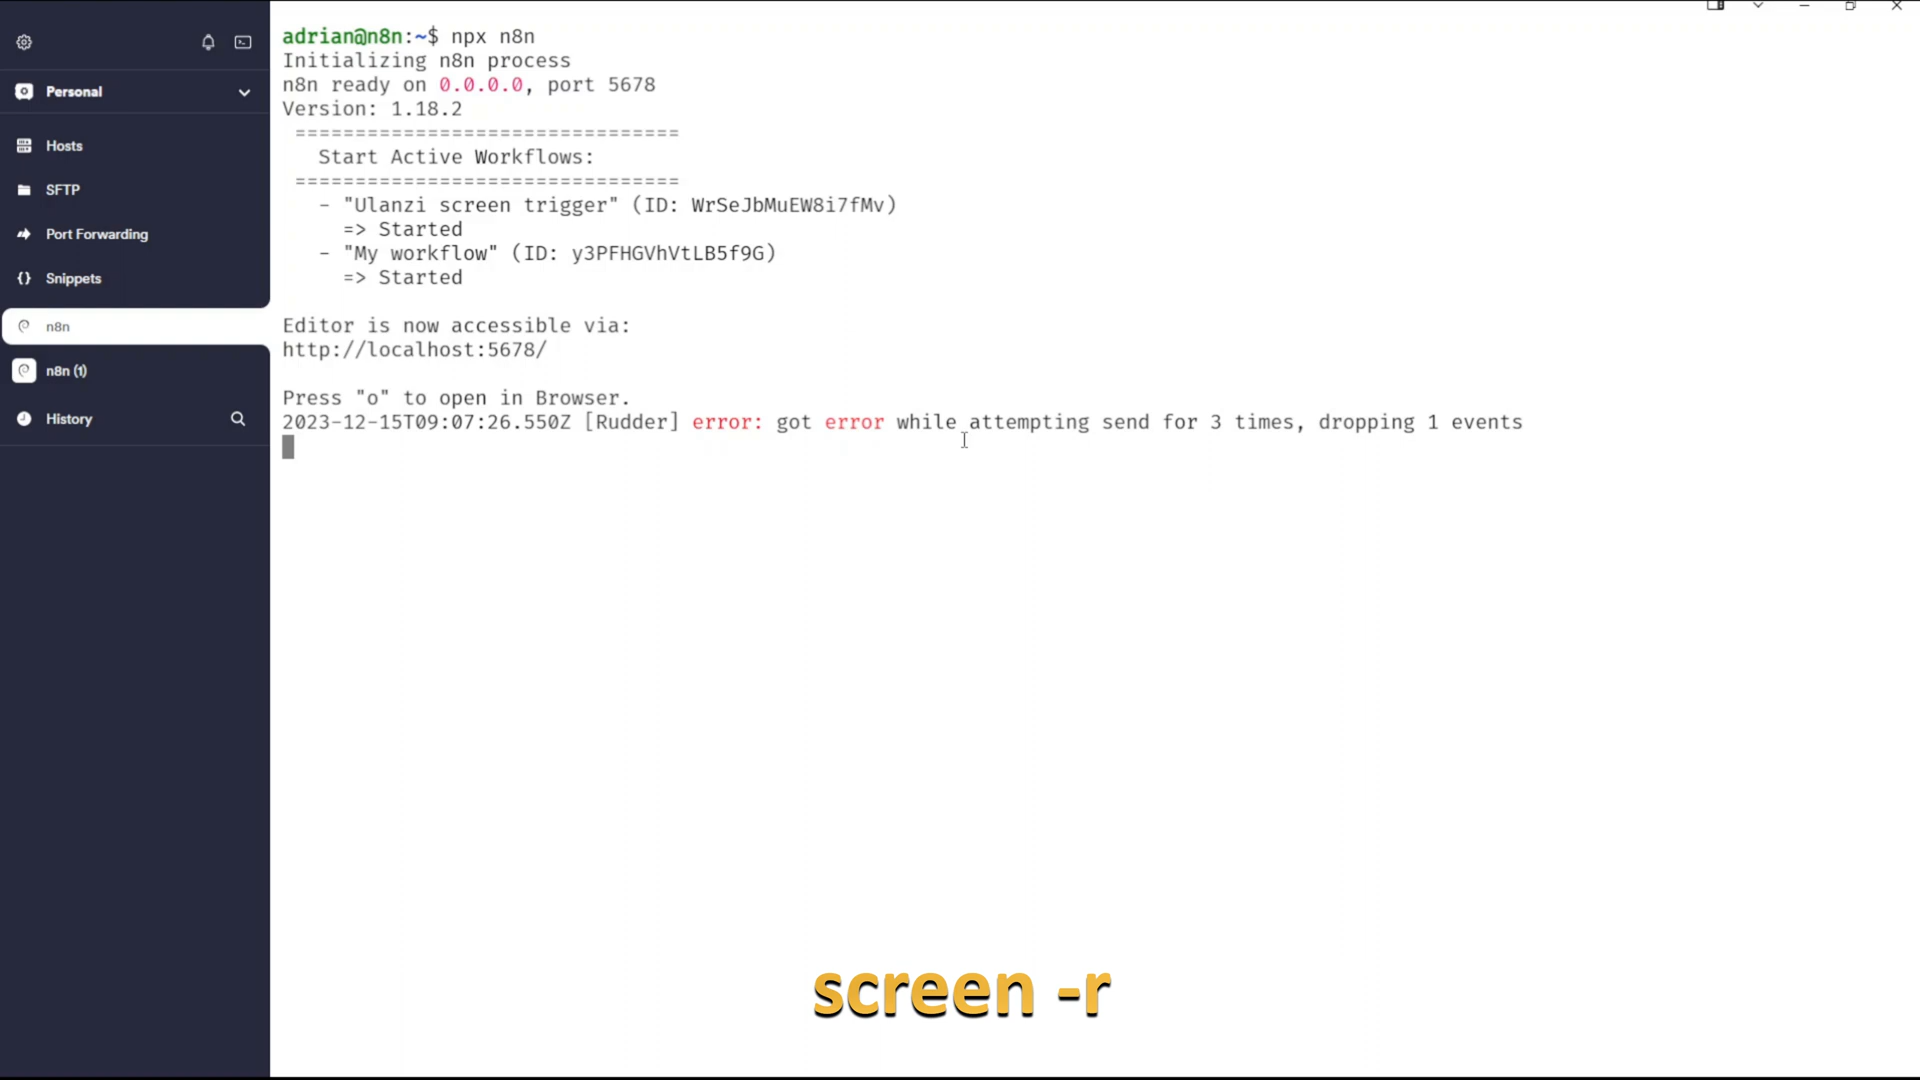 Personal
Hosts
SFTP
Port Forwarding
Snippets
n8n
n8n (1)
History
adrian@n8n:~$ npx n8n
Initializing n8n process
n8n ready on 0.0.0.0, port 5678
Version: 1.18.2
================================
Start Active Workflows:
================================
- "Ulanzi screen trigger" (ID: WrSeJbMuEW8i7fMv)
=> Started
- "My workflow" (ID: y3PFHGVhVtLB5f9G)
=> Started
Editor is now accessible via:
http://localhost:5678/
Press "o" to open in Browser.
2023-12-15T09:07:26.550Z [Rudder] error: got error while attempting send for 3 times, dropping 1 events
screen -r